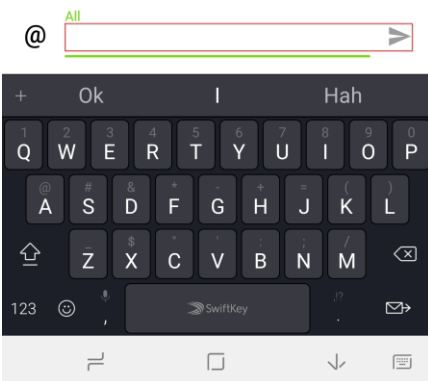 All
@
+ Ok I Hah
1 2 3 4 5 6 7 8 9 0
Q W E R T Y U I O P
@ # & * - + = ( )
A S D F G H J K L
_ $ " ' : ; /
Z X C V B N M
123 , SwiftKey ,!? .